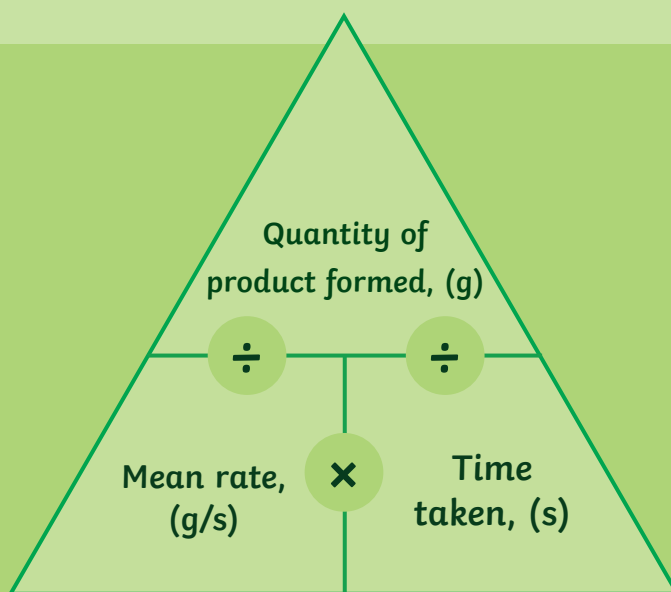 Quantity of
product formed, (g)
÷ ÷
×
Mean rate,
(g/s)
Time
taken, (s)